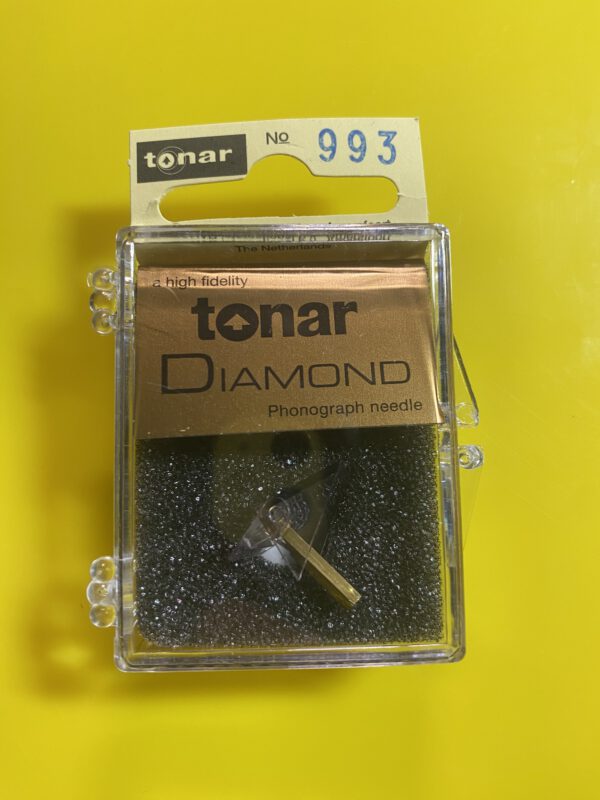 tonar
No 993
The Netherlands
a high fidelity
tonar
DIAMOND
Phonograph needle